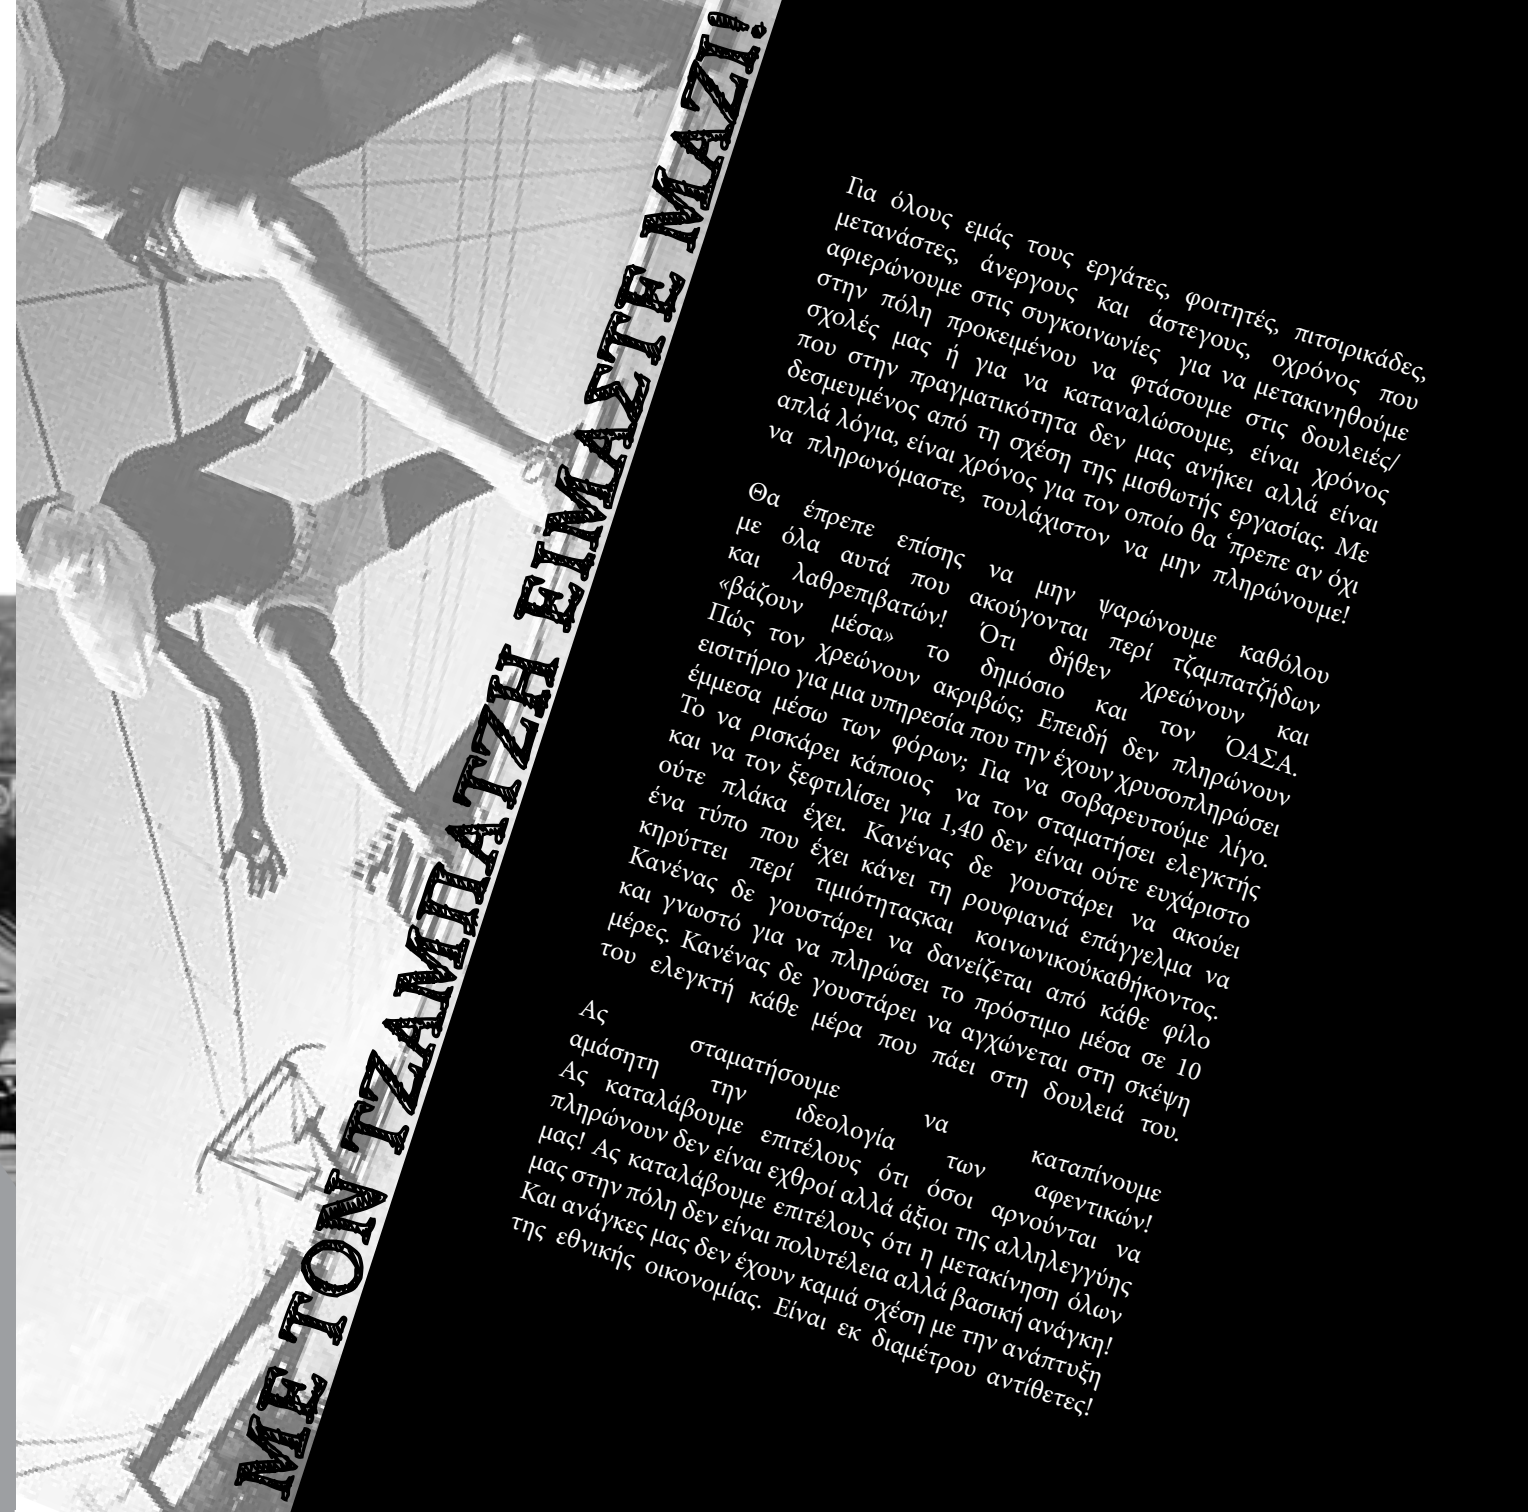 ΜΕ ΤΟΝ ΤΖΑΜΠΑΤΖΗ ΕΙΜΑΣΤΕ ΜΑΖΙ!
Για όλους εμάς τους εργάτες, φοιτητές, πιτσιρικάδες,
μετανάστες, άνεργους και άστεγους, οχρόνος που
αφιερώνουμε στις συγκοινωνίες για να μετακινηθούμε
στην πόλη προκειμένου να φτάσουμε στις δουλειές/
σχολές μας ή για να καταναλώσουμε, είναι χρόνος
που στην πραγματικότητα δεν μας ανήκει αλλά είναι
δεσμευμένος από τη σχέση της μισθωτής εργασίας. Με
απλά λόγια, είναι χρόνος για τον οποίο θα ‘πρεπε αν όχι
να πληρωνόμαστε, τουλάχιστον να μην πληρώνουμε!
Θα έπρεπε επίσης να μην ψαρώνουμε καθόλου
με όλα αυτά που ακούγονται περί τζαμπατζήδων
και λαθρεπιβατών! Ότι δήθεν χρεώνουν και
«βάζουν μέσα» το δημόσιο και τον ΌΑΣΑ.
Πώς τον χρεώνουν ακριβώς; Επειδή δεν πληρώνουν
εισιτήριο για μια υπηρεσία που την έχουν χρυσοπληρώσει
έμμεσα μέσω των φόρων; Για να σοβαρευτούμε λίγο.
Το να ρισκάρει κάποιος να τον σταματήσει ελεγκτής
και να τον ξεφτιλίσει για 1,40 δεν είναι ούτε ευχάριστο
ούτε πλάκα έχει. Κανένας δε γουστάρει να ακούει
ένα τύπο που έχει κάνει τη ρουφιανιά επάγγελμα να
κηρύττει περί τιμιότηταςκαι κοινωνικούκαθήκοντος.
Κανένας δε γουστάρει να δανείζεται από κάθε φίλο
και γνωστό για να πληρώσει το πρόστιμο μέσα σε 10
μέρες. Κανένας δε γουστάρει να αγχώνεται στη σκέψη
του ελεγκτή κάθε μέρα που πάει στη δουλειά του.
Ας σταματήσουμε να καταπίνουμε
αμάσητη την ιδεολογία των αφεντικών!
Ας καταλάβουμε επιτέλους ότι όσοι αρνούνται να
πληρώνουν δεν είναι εχθροί αλλά άξιοι της αλληλεγγύης
μας! Ας καταλάβουμε επιτέλους ότι η μετακίνηση όλων
μας στην πόλη δεν είναι πολυτέλεια αλλά βασική ανάγκη!
Και ανάγκες μας δεν έχουν καμιά σχέση με την ανάπτυξη
της εθνικής οικονομίας. Είναι εκ διαμέτρου αντίθετες!